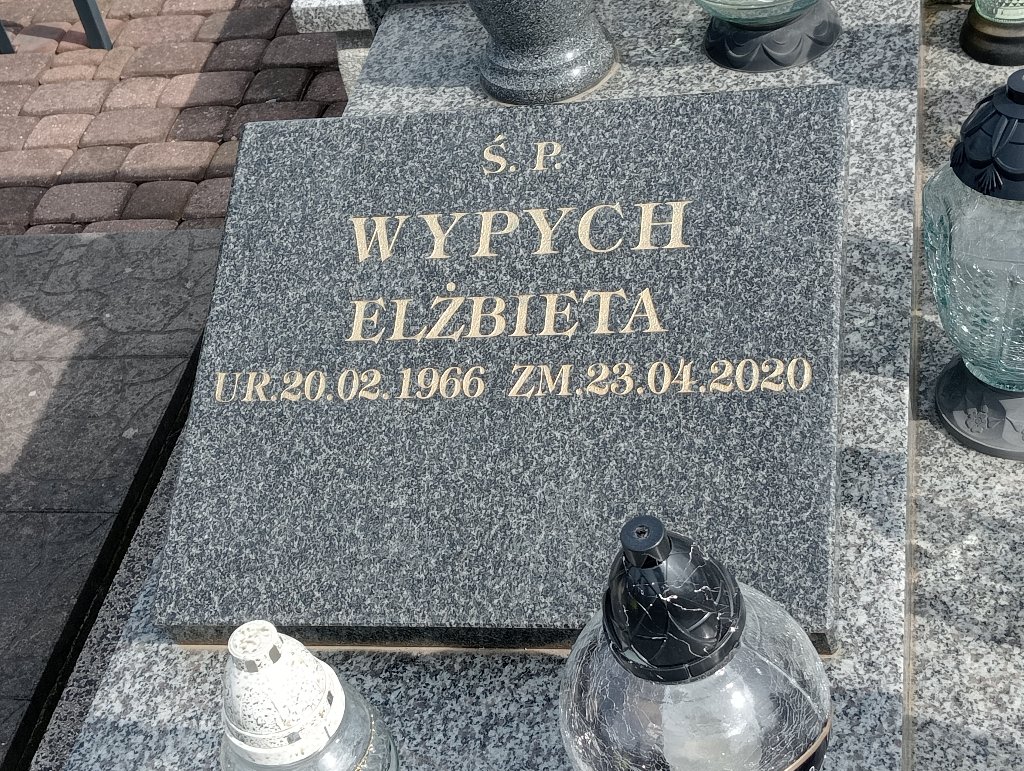 Ś. P.
WYPYCH
ELŻBIETA
UR.20.02.1966 ZM.23.04.2020